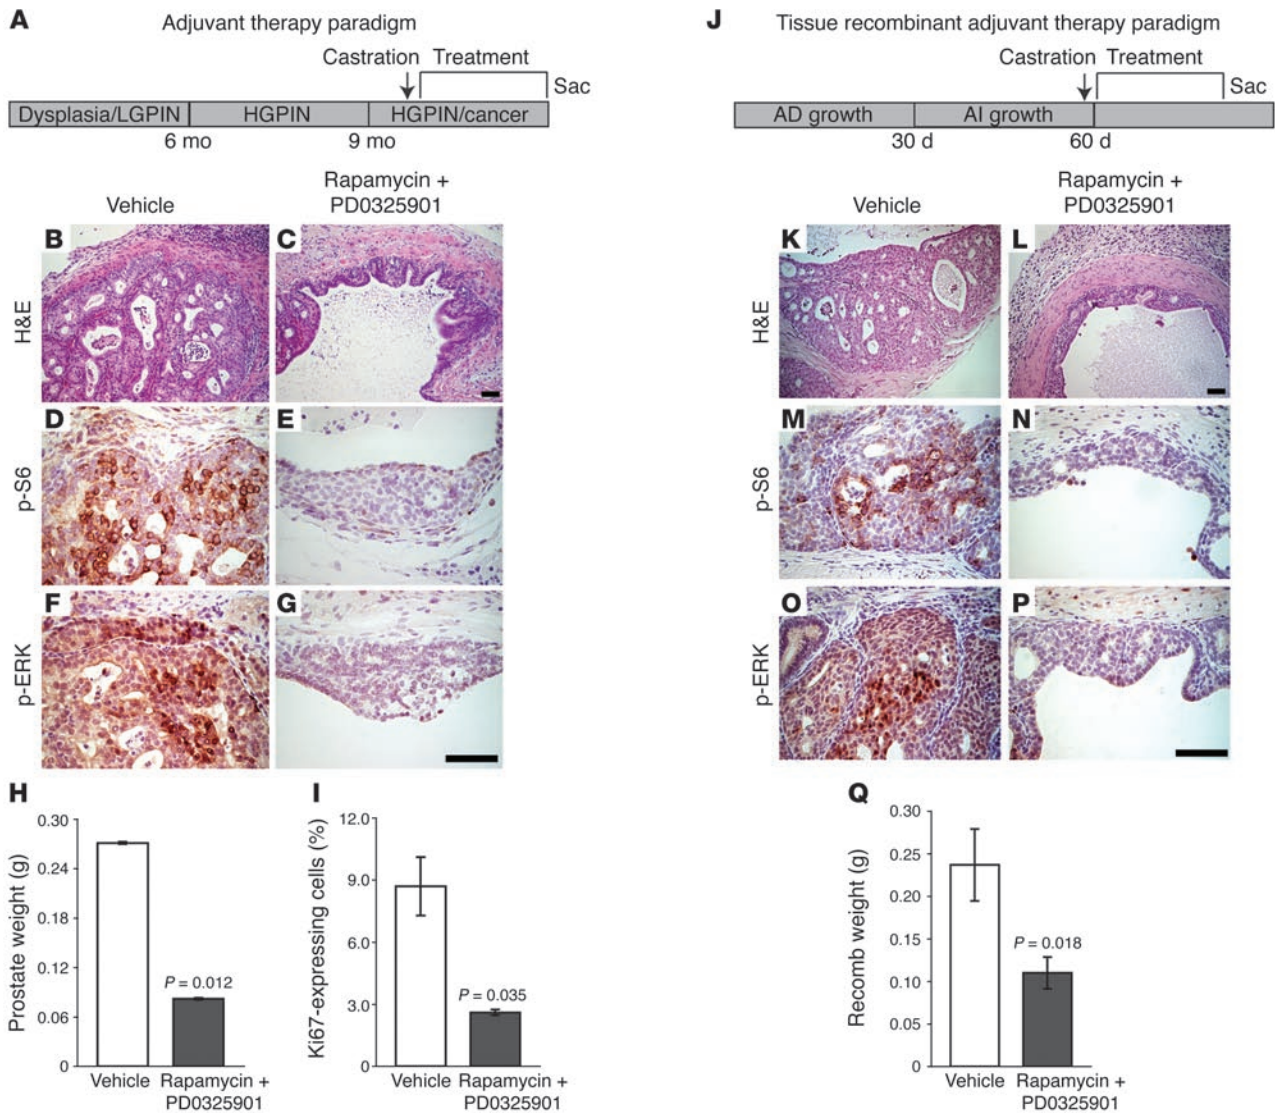 A
Adjuvant therapy paradigm
Castration
Treatment
Sac
Dysplasia/LGPIN
HGPIN
HGPIN/cancer
6 mo
9 mo
Vehicle
Rapamycin +
PD0325901
H&E
B
C
p-S6
D
E
p-ERK
F
G
H
Prostate weight (g)
0.30
0.24
0.18
0.12
0.06
0
P = 0.012
Vehicle
Rapamycin +
PD0325901
I
Ki67-expressing cells (%)
12.0
9.0
6.0
3.0
0
P = 0.035
Vehicle
Rapamycin +
PD0325901
J
Tissue recombinant adjuvant therapy paradigm
Castration
Treatment
Sac
AD growth
AI growth
30 d
60 d
Vehicle
Rapamycin +
PD0325901
H&E
K
L
p-S6
M
N
p-ERK
O
P
Q
Recomb weight (g)
0.30
0.25
0.20
0.15
0.10
0.05
0
P = 0.018
Vehicle
Rapamycin +
PD0325901